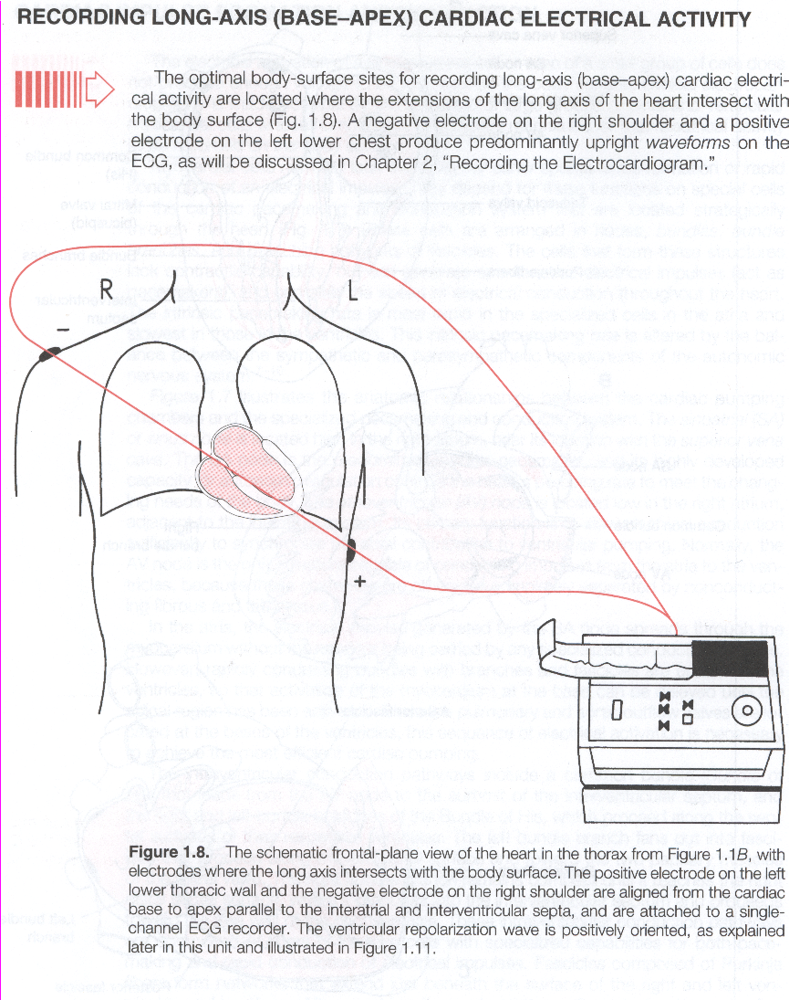 RECORDING LONG-AXIS (BASE–APEX) CARDIAC ELECTRICAL ACTIVITY
The optimal body-surface sites for recording long-axis (base–apex) cardiac electri-
cal activity are located where the extensions of the long axis of the heart intersect with
the body surface (Fig. 1.8). A negative electrode on the right shoulder and a positive
electrode on the left lower chest produce predominantly upright waveforms on the
ECG, as will be discussed in Chapter 2, “Recording the Electrocardiogram.”
R L
–
+
Figure 1.8. The schematic frontal-plane view of the heart in the thorax from Figure 1.1B, with
electrodes where the long axis intersects with the body surface. The positive electrode on the left
lower thoracic wall and the negative electrode on the right shoulder are aligned from the cardiac
base to apex parallel to the interatrial and interventricular septa, and are attached to a single-
channel ECG recorder. The ventricular repolarization wave is positively oriented, as explained
later in this unit and illustrated in Figure 1.11.